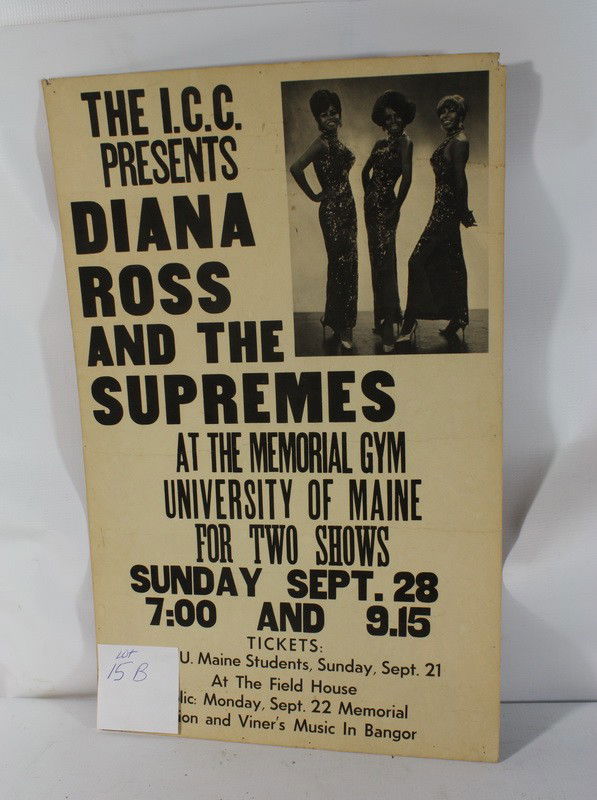 THE I.C.C.
PRESENTS
DIANA
ROSS
AND THE
SUPREMES
AT THE MEMORIAL GYM
UNIVERSITY OF MAINE
FOR TWO SHOWS
SUNDAY SEPT. 28
7:00 AND 9.15
TICKETS:
U. Maine Students, Sunday, Sept. 21
At The Field House
lic: Monday, Sept. 22 Memorial
ion and Viner's Music In Bangor
LOT
15 B